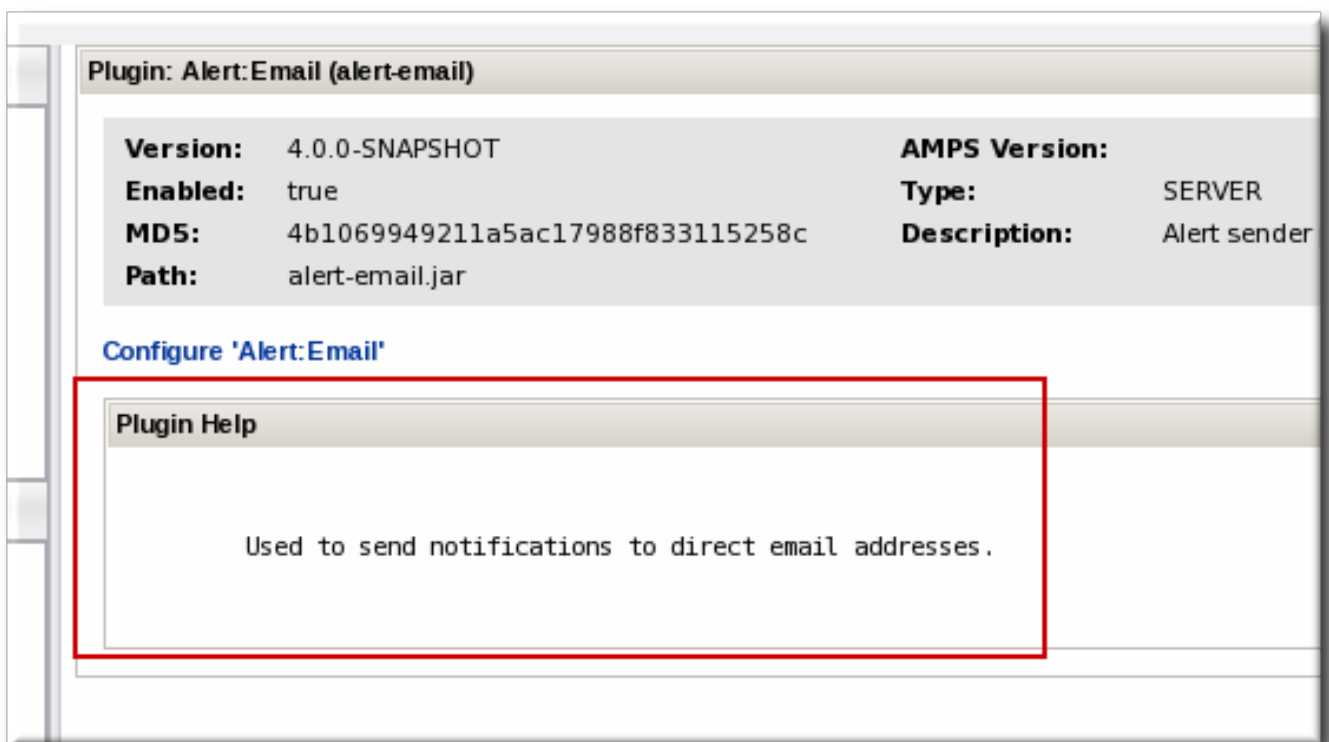 Plugin: Alert:Email (alert-email)
Version: 4.0.0-SNAPSHOT AMPS Version:
Enabled: true Type: SERVER
MD5: 4b1069949211a5ac17988f833115258c Description: Alert sender
Path: alert-email.jar
Configure 'Alert:Email'
Plugin Help
Used to send notifications to direct email addresses.